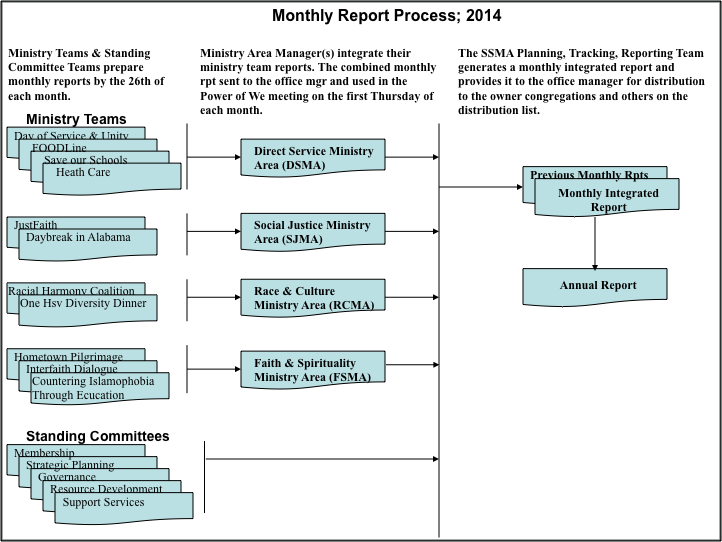 Monthly Report Process; 2014
Ministry Teams & Standing
Committee Teams prepare
monthly reports by the 26th of
each month.
Ministry Area Manager(s) integrate their
ministry team reports. The combined monthly
rpt sent to the office mgr and used in the
Power of We meeting on the first Thursday of
each month.
The SSMA Planning, Tracking, Reporting Team
generates a monthly integrated report and
provides it to the office manager for distribution
to the owner congregations and others on the
distribution list.
Ministry Teams
Day of Service & Unity
FOODLine
Save our Schools
Heath Care
Direct Service Ministry
Area (DSMA)
JustFaith
Daybreak in Alabama
Social Justice Ministry
Area (SJMA)
Racial Harmony Coalition
One Hsv Diversity Dinner
Race & Culture
Ministry Area (RCMA)
Hometown Pilgrimage
Interfaith Dialogue
Countering Islamophobia
Through Ecucation
Faith & Spirituality
Ministry Area (FSMA)
Standing Committees
Membership
Strategic Planning
Governance
Resource Development
Support Services
Previous Monthly Rpts
Monthly Integrated
Report
Annual Report